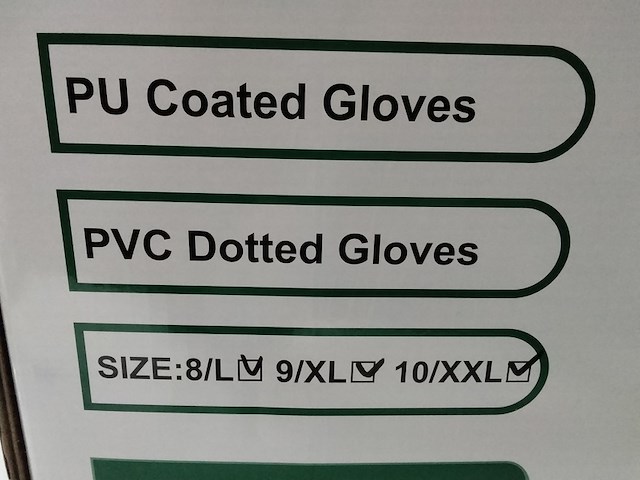 PU Coated Gloves
PVC Dotted Gloves
SIZE:8/L☑ 9/XL☑ 10/XXL☑